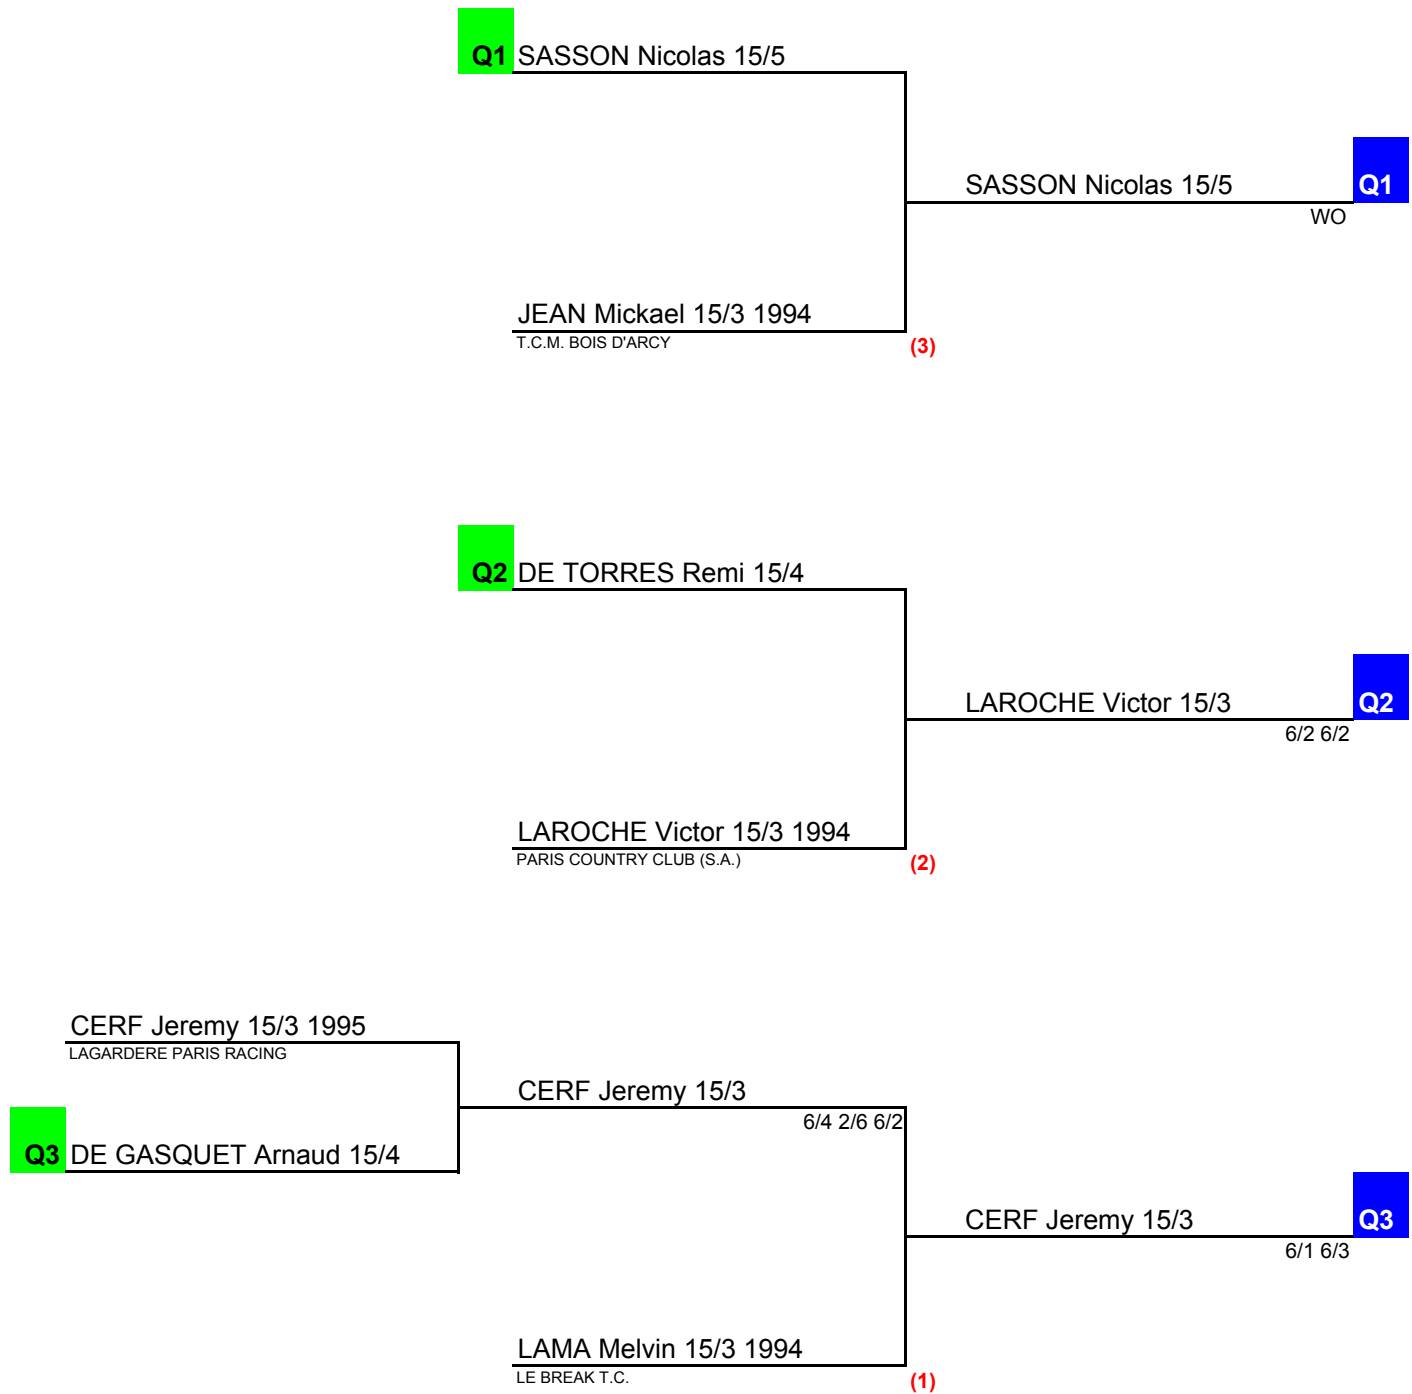 Q1 SASSON Nicolas 15/5
SASSON Nicolas 15/5 Q1
WO
JEAN Mickael 15/3 1994
T.C.M. BOIS D'ARCY
(3)
Q2 DE TORRES Remi 15/4
LAROCHE Victor 15/3 Q2
6/2 6/2
LAROCHE Victor 15/3 1994
PARIS COUNTRY CLUB (S.A.)
(2)
CERF Jeremy 15/3 1995
LAGARDERE PARIS RACING
CERF Jeremy 15/3
6/4 2/6 6/2
Q3 DE GASQUET Arnaud 15/4
CERF Jeremy 15/3 Q3
6/1 6/3
LAMA Melvin 15/3 1994
LE BREAK T.C.
(1)